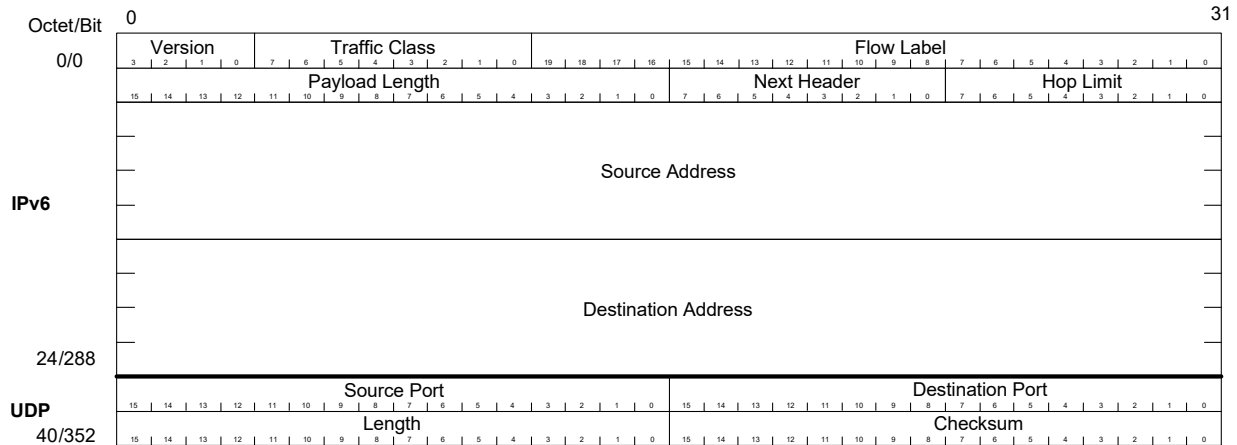 Octet/Bit 0 31
0/0 Version Traffic Class Flow Label
3 2 1 0 7 6 5 4 3 2 1 0 19 18 17 16 15 14 13 12 11 10 9 8 7 6 5 4 3 2 1 0
Payload Length Next Header Hop Limit
15 14 13 12 11 10 9 8 7 6 5 4 3 2 1 0 7 6 5 4 3 2 1 0 7 6 5 4 3 2 1 0
Source Address
IPv6
Destination Address
24/288
Source Port Destination Port
15 14 13 12 11 10 9 8 7 6 5 4 3 2 1 0 15 14 13 12 11 10 9 8 7 6 5 4 3 2 1 0
UDP
Length Checksum
40/352 15 14 13 12 11 10 9 8 7 6 5 4 3 2 1 0 15 14 13 12 11 10 9 8 7 6 5 4 3 2 1 0